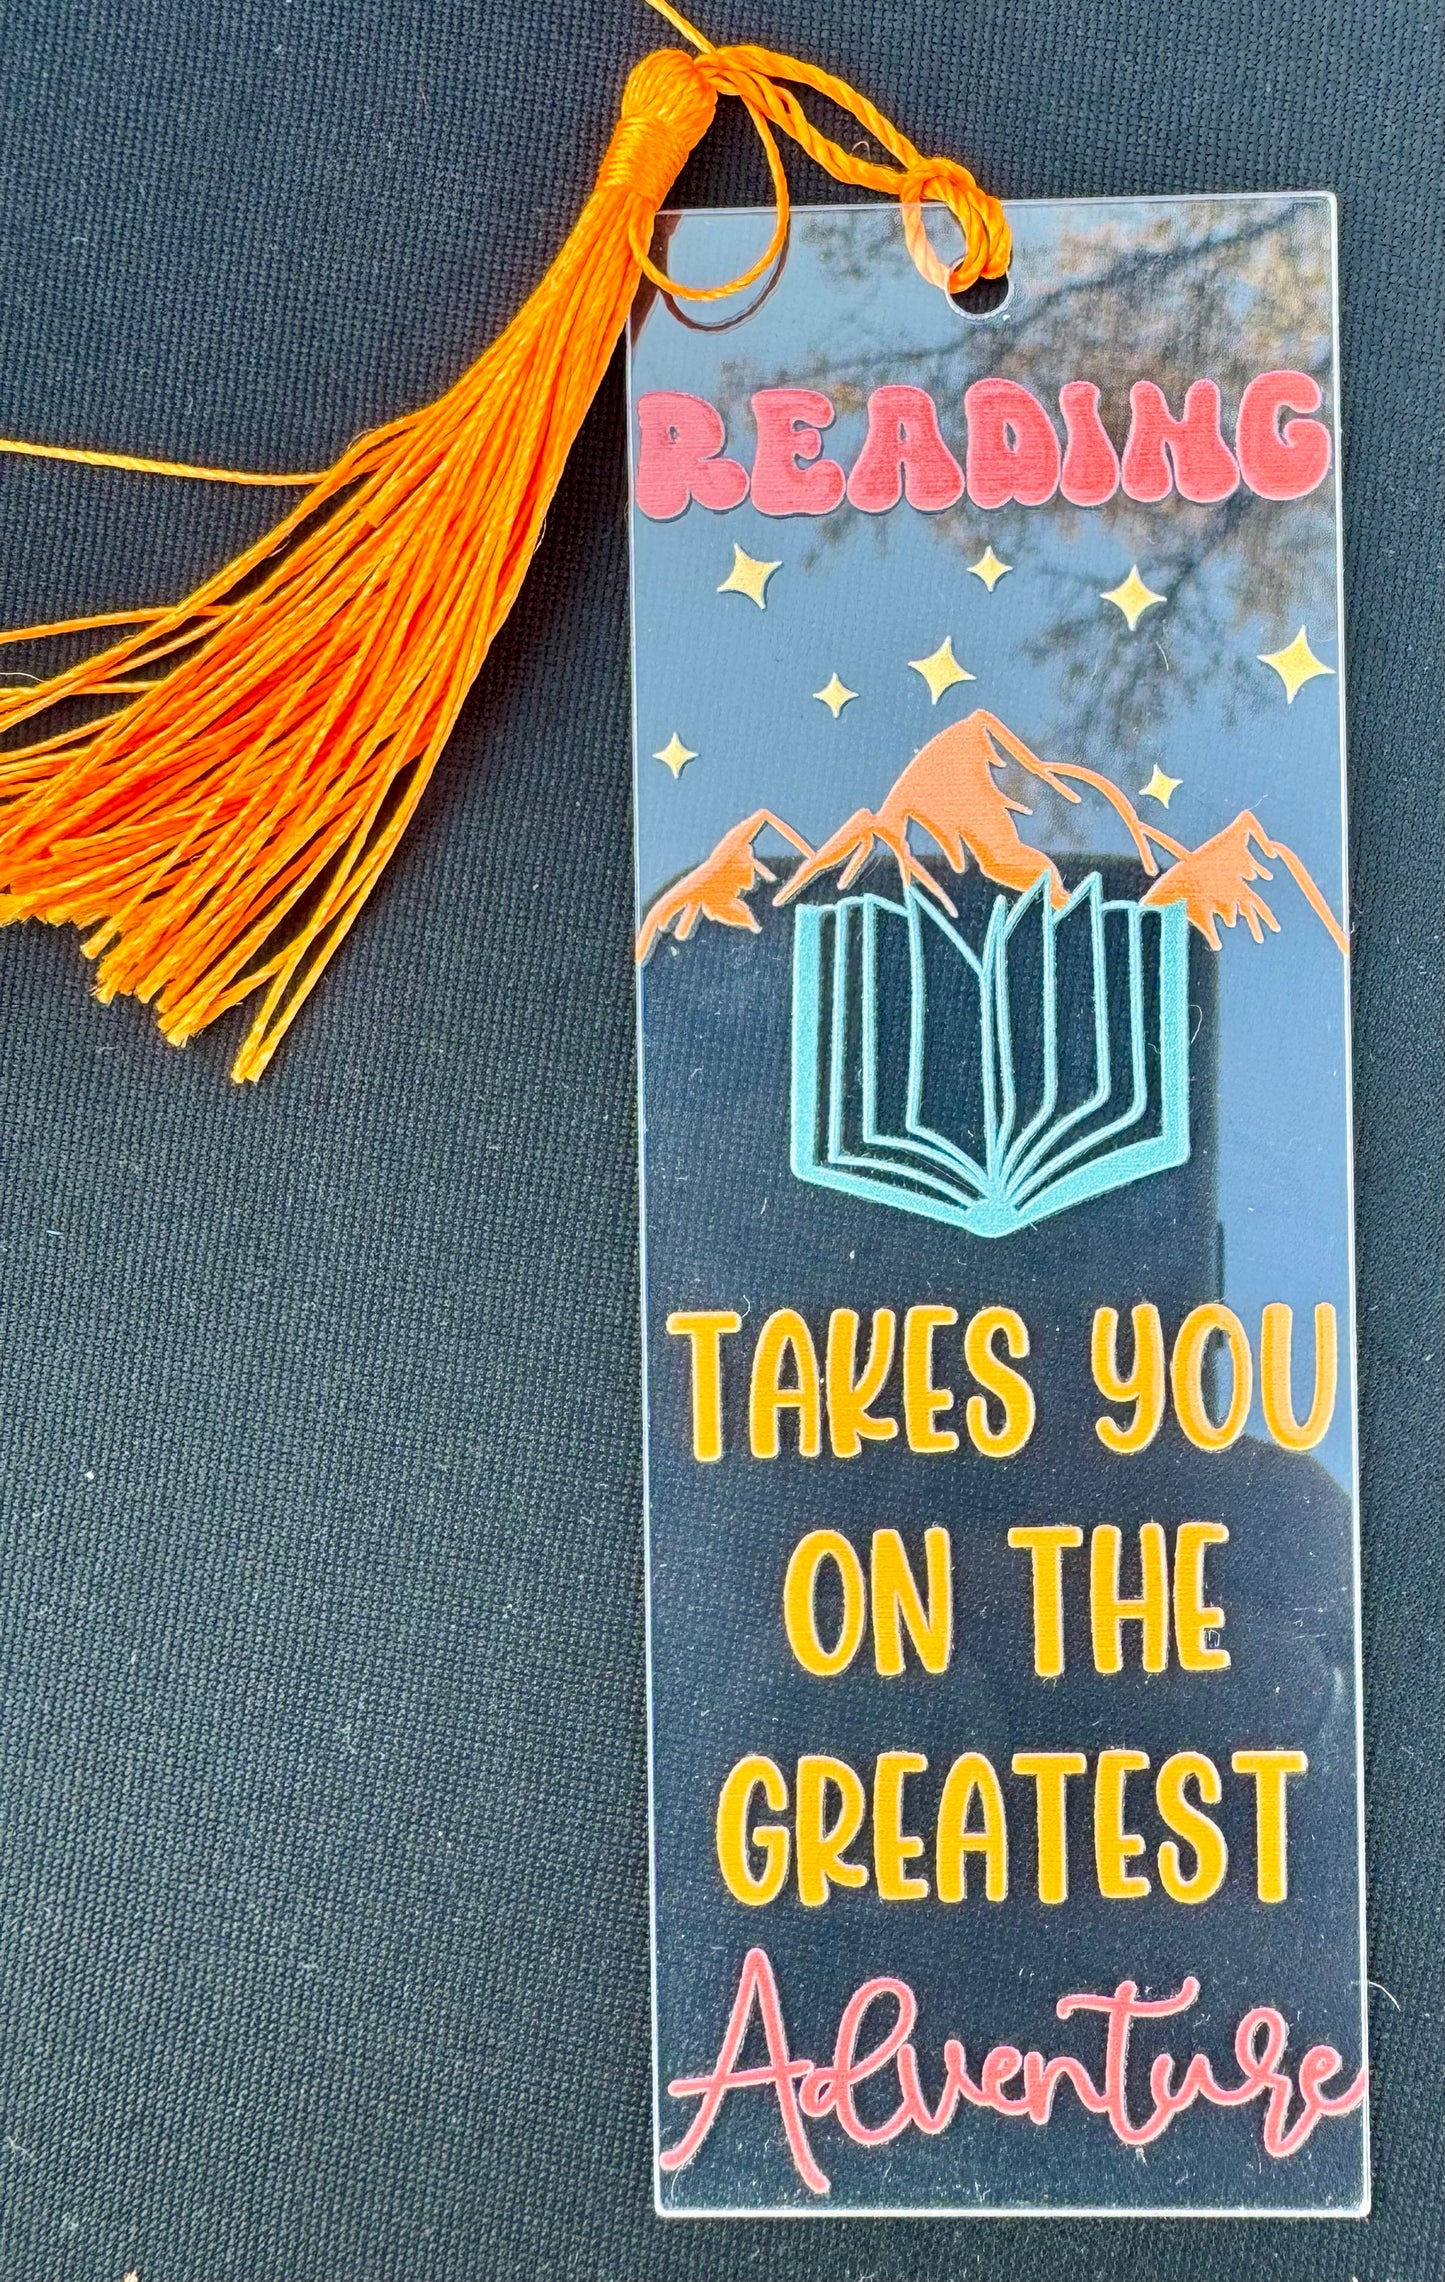 READING
TAKES YOU
ON THE
GREATEST
Adventure